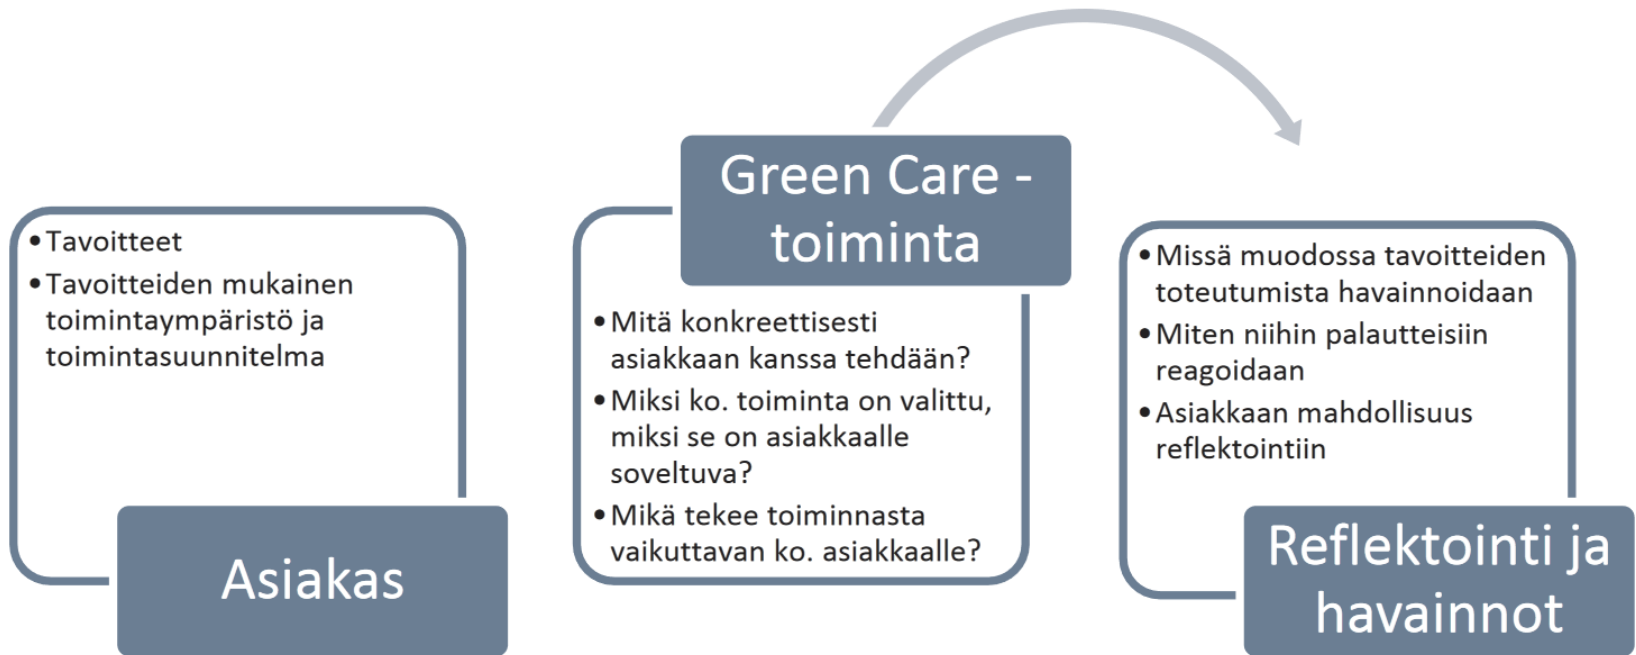 • Tavoitteet
• Tavoitteiden mukainen
toimintaympäristö ja
toimintasuunnitelma
Asiakas
Green Care -
toiminta
• Mitä konkreettisesti
asiakkaan kanssa tehdään?
• Miksi ko. toiminta on valittu,
miksi se on asiakkaalle
soveltuva?
• Mikä tekee toiminnasta
vaikuttavan ko. asiakkaalle?
• Missä muodossa tavoitteiden
toteutumista havainnoidaan
• Miten niihin palautteisiin
reagoidaan
• Asiakkaan mahdollisuus
reflektointiin
Reflektointi ja
havainnot